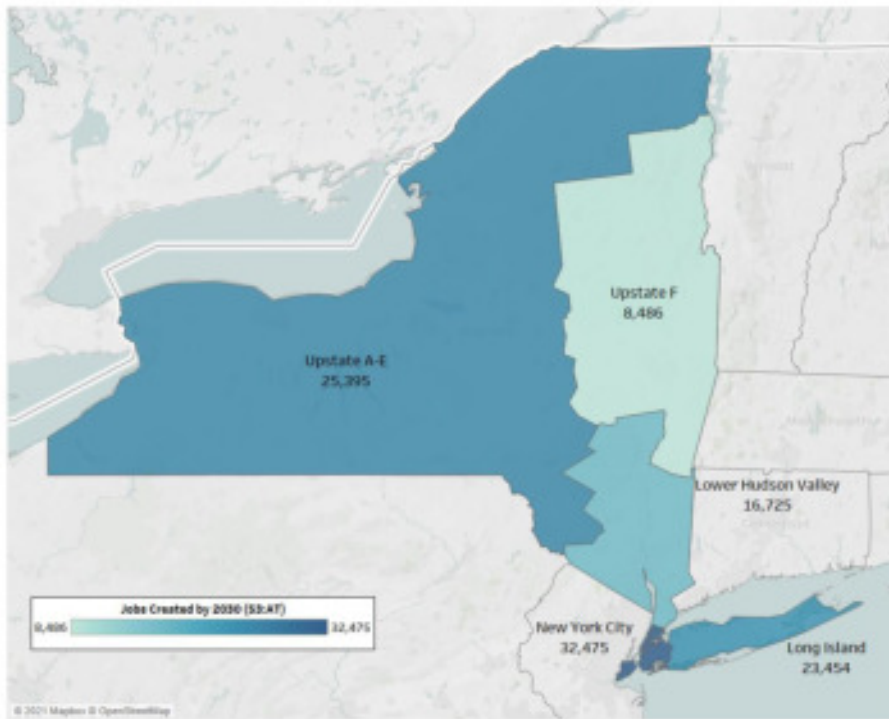 Upstate F
8,486
Upstate A-E
25,395
Lower Hudson Valley
16,725
Jobs Created by 2030 (S3:AT)
8,486
32,475
New York City
32,475
Long Island
23,454
© 2021 Mapbox © OpenStreetMap